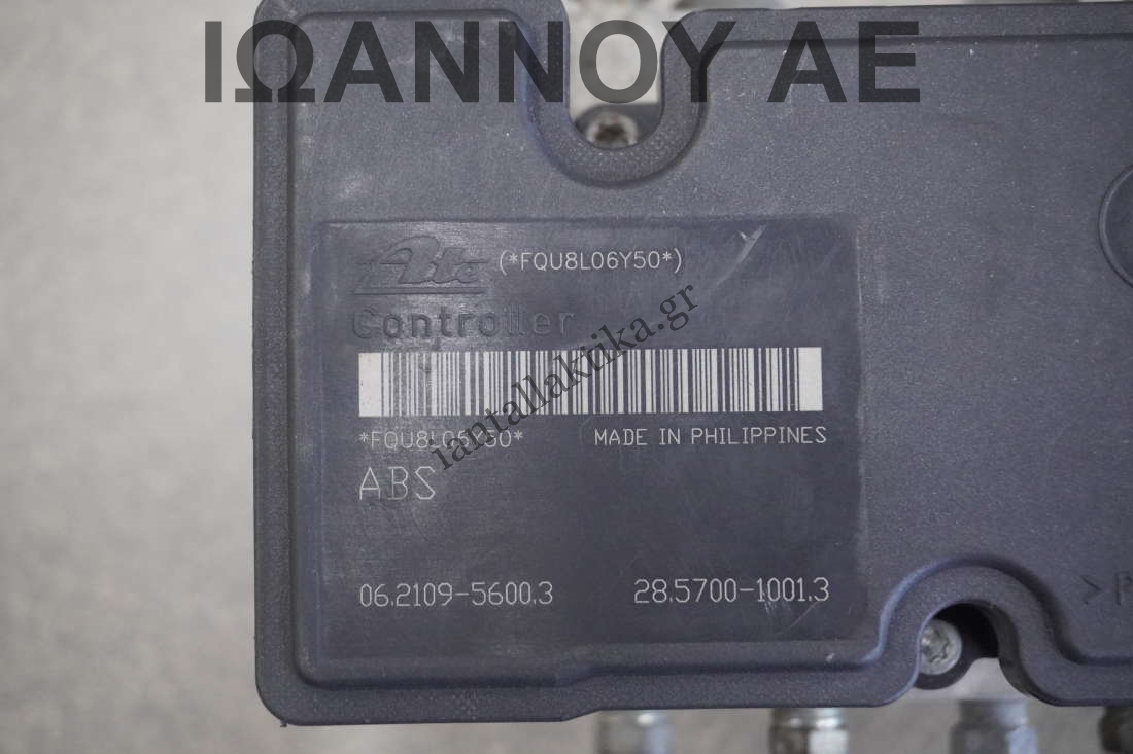 ΙΩΑΝΝΟΥ ΑΕ
Ate (*FQU8L06Y50*)
Controller
iantallaktika.gr
*FQU8L06Y50* MADE IN PHILIPPINES
ABS
06.2109-5600.3 28.5700-1001.3